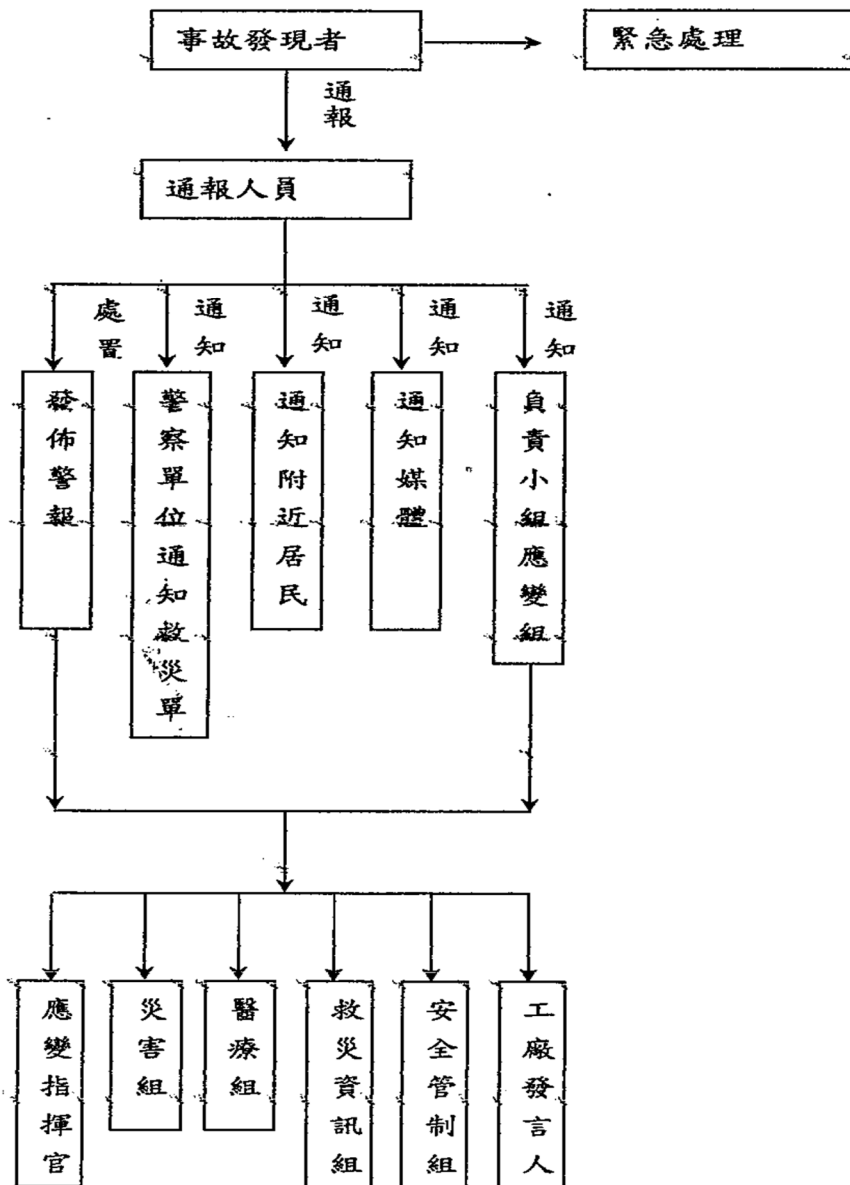 事故發現者
緊急處理
通報
通報人員
處置
通知
通知
通知
通知
發佈警報
警察單位通知救災單
通知附近居民
通知媒體
負責小組應變組
應變指揮官
災害組
醫療組
救災資訊組
安全管制組
工廠發言人